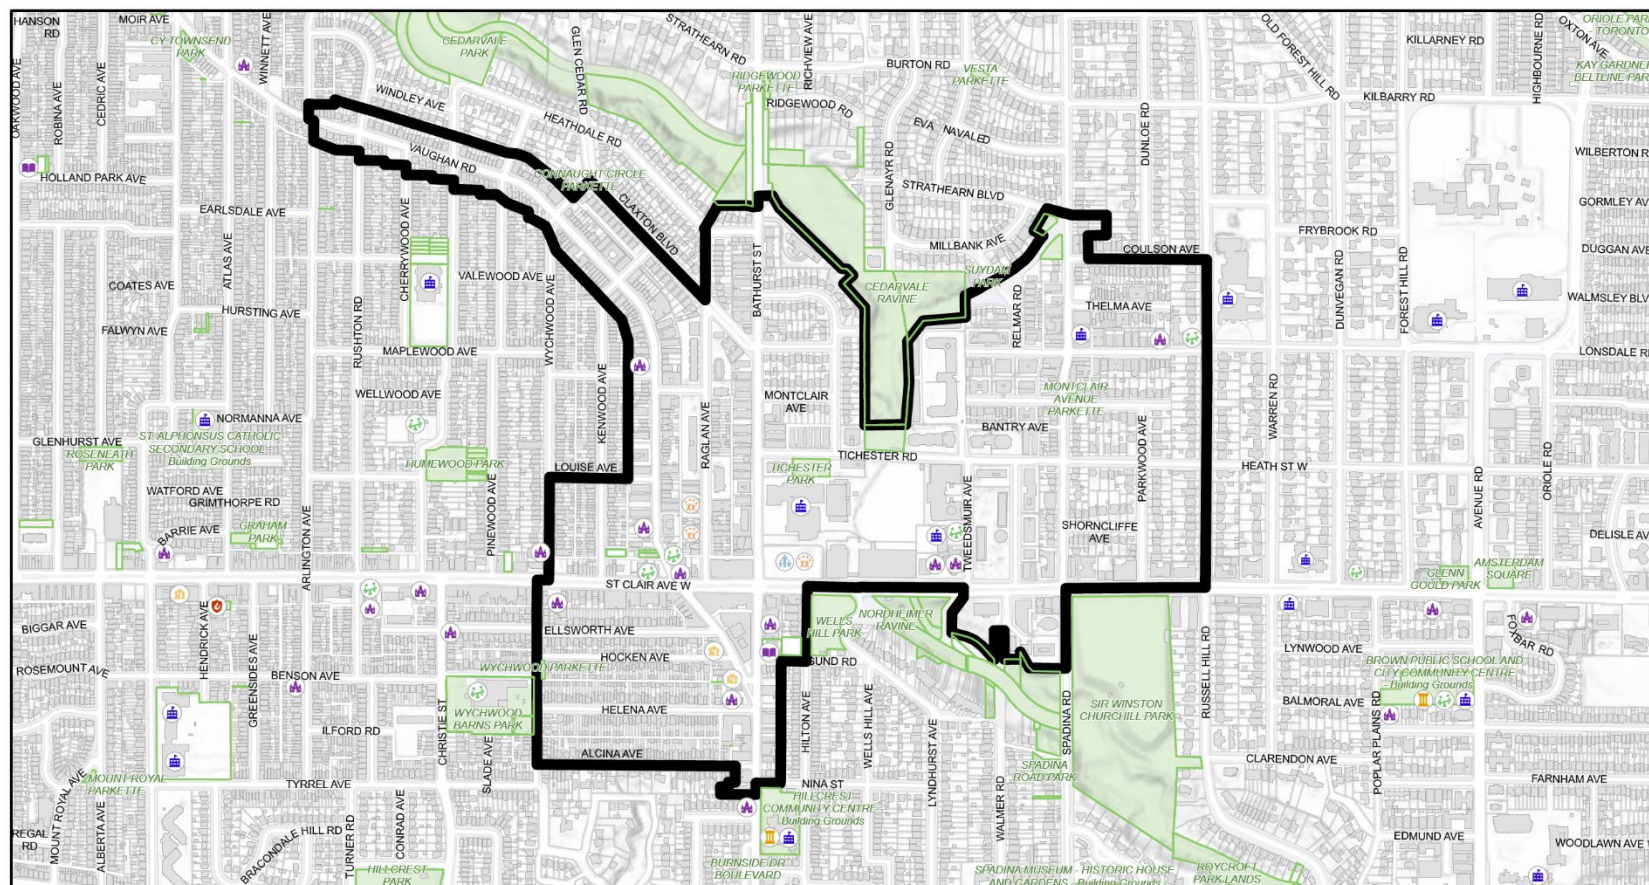 HANSON
RD
MOIR AVE
CY TOWNSEND
PARK
WINNETT AVE
CEDARVALE
PARK
GLEN CEDAR RD
STRATHEARN RD
RICHVIEW AVE
BURTON RD
VESTA
PARKETTE
OLD FOREST HILL RD
KILLARNEY RD
HIGHBOURNE RD
OXTON AVE
ORIOLE PAR
TORONTO
KAY GARDNER
BELTLINE PAR
OAKWOOD AVE
ROBINA AVE
CEDRIC AVE
WINDLEY AVE
HEATHDALE RD
RIDGEWOOD
PARKETTE
RIDGEWOOD RD
EVA
NAVALED
DUNLOE RD
KILBARRY RD
WILBERTON R
HOLLAND PARK AVE
VAUGHAN RD
CONNAUGHT CIRCLE
PARKETTE
GLENAYR RD
STRATHEARN BLVD
EARLSDALE AVE
CLAXTON BLVD
GORMLEY AV
FRYBROOK RD
ATLAS AVE
CHERRYWOOD AVE
BATHURST ST
MILLBANK AVE
COULSON AVE
DUGGAN AVE
VALEWOOD AVE
WYCHWOOD AVE
SUYDAM
PARK
CEDARVALE
RAVINE
COATES AVE
HURSTING AVE
RELMAR RD
THELMA AVE
DUNVEGAN RD
FOREST HILL RD
WALMSLEY BLV
FALWYN AVE
RUSHTON RD
MAPLEWOOD AVE
LONSDALE R
WELLWOOD AVE
KENWOOD AVE
MONTCLAIR
AVE
MONTCLAIR
AVENUE
PARKETTE
WARREN RD
NORMANNA AVE
RAGLAN AVE
BANTRY AVE
PARKWOOD AVE
GLENHURST AVE
ROSENEATH
PARK
ST ALPHONSUS CATHOLIC
SECONDARY SCHOOL
Building Grounds
HUMEWOOD PARK
LOUISE AVE
TICHESTER RD
TICHESTER
PARK
HEATH ST W
AVENUE RD
ORIOLE RD
WATFORD AVE
GRIMTHORPE RD
BARRIE AVE
GRAHAM
PARK
ARLINGTON AVE
PINEWOOD AVE
TWEEDSMUIR AVE
SHORNCLIFFE
AVE
DELISLE AV
GLENN
GOULD PARK
AMSTERDAM
SQUARE
ST CLAIR AVE W
BIGGAR AVE
HENDRICK AVE
GREENSIDES AVE
ELLSWORTH AVE
WELLS
HILL PARK
NORDHEIMER
RAVINE
ROSEMOUNT AVE
BENSON AVE
WYCHWOOD PARKETTE
HOCKEN AVE
SUND RD
LYNWOOD AVE
FOXBAR RD
BROWN PUBLIC SCHOOL AND
CITY COMMUNITY CENTRE
- Building Grounds
RUSSELL HILL RD
BALMORAL AVE
POPLAR PLAINS RD
CHRISTIE ST
WYCHWOOD
BARNS PARK
HELENA AVE
HILTON AVE
WELLS HILL AVE
LYNDHURST AVE
SPADINA RD
SIR WINSTON
CHURCHILL PARK
ILFORD RD
SLADE AVE
ALCINA AVE
CLARENDON AVE
MOUNT ROYAL AVE
MOUNT ROYAL
PARKETTE
TYRREL AVE
NINA ST
HILLCREST
COMMUNITY CENTRE
Building Grounds
SPADINA
ROAD PARK
WALMER RD
FARNHAM AVE
REGAL
RD
ALBERTA AVE
BRACONDALE HILL RD
TURNER RD
CONRAD AVE
EDMUND AVE
WOODLAWN AVE W
HILLCREST
PARK
BURNSIDE DR
BOULEVARD
SPADINA MUSEUM - HISTORIC HOUSE
AND GARDENS - Building Grounds
ROYCROFT
PARK LANDS